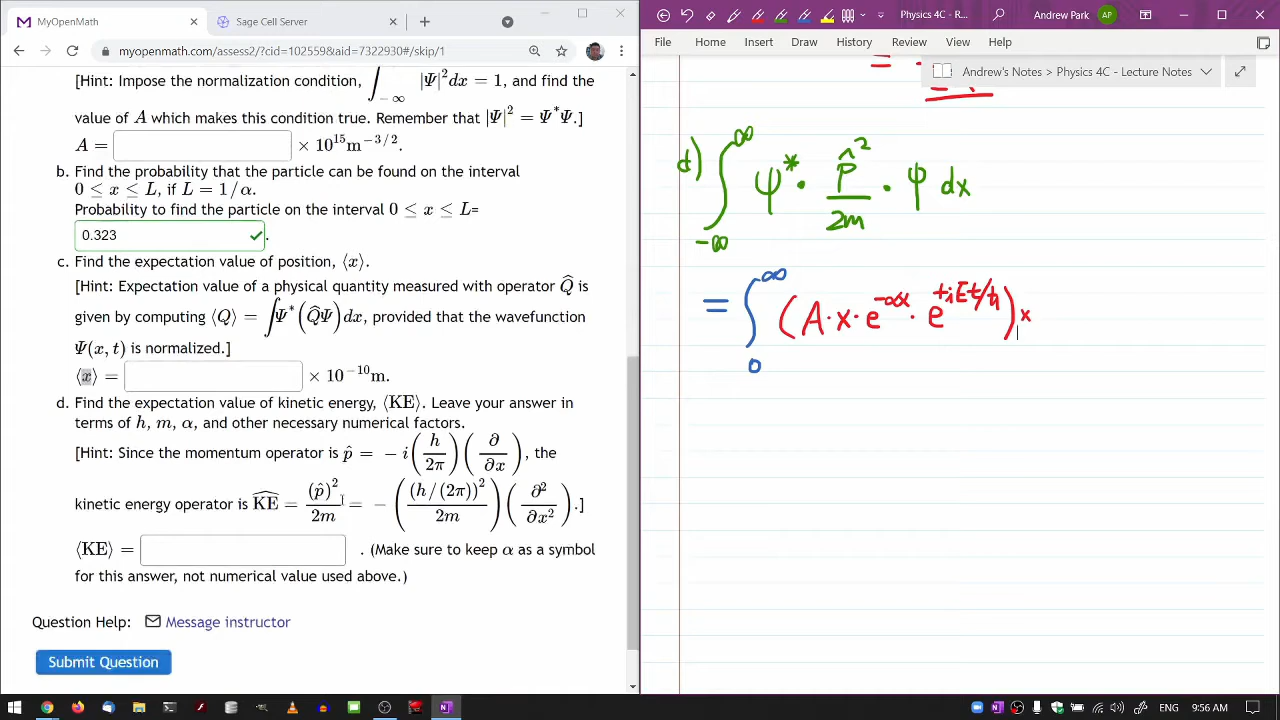 MyOpenMath
Sage Cell Server
myopenmath.com/assess2/?cid=102559&aid=7322930#/skip/1
[Hint: Impose the normalization condition, ∫_{-∞} |Ψ|² dx = 1, and find the
value of A which makes this condition true. Remember that |Ψ|² = Ψ*Ψ.]
A = × 10¹⁵ m^{-3/2}.
b. Find the probability that the particle can be found on the interval
0 ≤ x ≤ L, if L = 1/α.
Probability to find the particle on the interval 0 ≤ x ≤ L=
0.323 .
c. Find the expectation value of position, ⟨x⟩.
[Hint: Expectation value of a physical quantity measured with operator Q̂ is
given by computing ⟨Q⟩ = ∫Ψ*(Q̂Ψ)dx, provided that the wavefunction
Ψ(x, t) is normalized.]
⟨x⟩ = × 10^{-10} m.
d. Find the expectation value of kinetic energy, ⟨KE⟩. Leave your answer in
terms of h, m, α, and other necessary numerical factors.
[Hint: Since the momentum operator is p̂ = −i(h/2π)(∂/∂x), the
kinetic energy operator is K̂E = (p̂)²/2m = −((h/(2π))²/2m)(∂²/∂x²).]
⟨KE⟩ = . (Make sure to keep α as a symbol
for this answer, not numerical value used above.)
Question Help: Message instructor
Submit Question
Physics 4C - L... Andrew Park AP
File Home Insert Draw History Review View Help
Andrew's Notes > Physics 4C - Lecture Notes
d) ∫_{-∞}^{∞} ψ* · p̂²/2m · ψ dx
= ∫_0^∞ (A·x·e^{-αx}·e^{+iEt/ħ}) x
ENG 9:56 AM